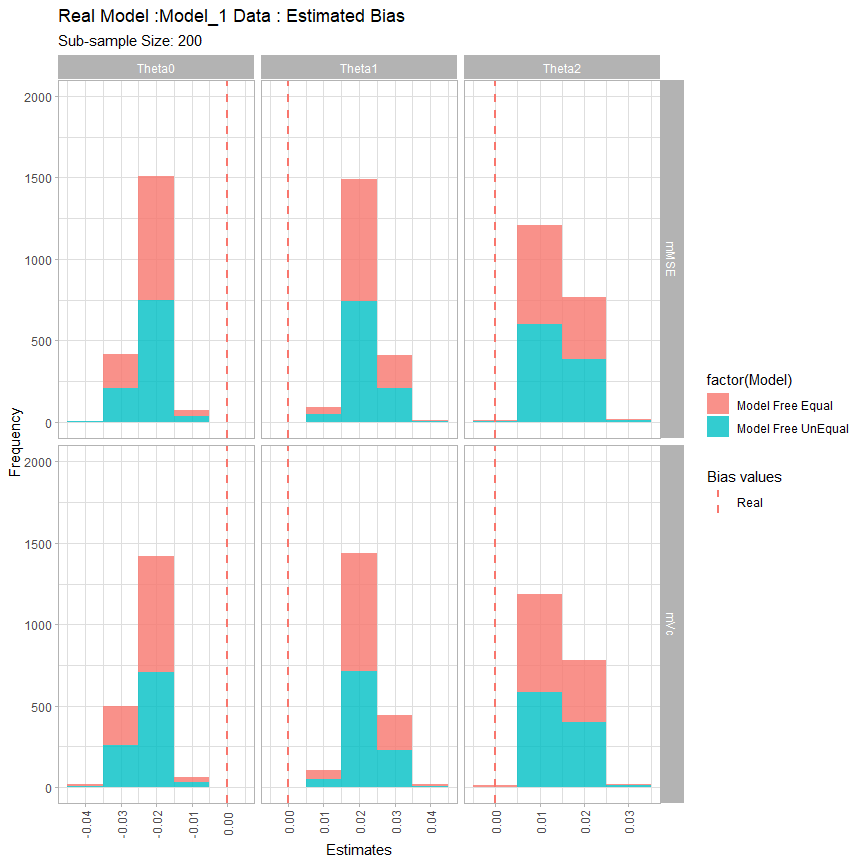 Real Model :Model_1 Data : Estimated Bias
Sub-sample Size: 200
Theta0 Theta1 Theta2
2000
1500
1000
500
0
mMSE
2000
1500
1000
500
0
mVc
Frequency
-0.04 -0.03 -0.02 -0.01 0.00
0.00 0.01 0.02 0.03 0.04
0.00 0.01 0.02 0.03
Estimates
factor(Model)
Model Free Equal
Model Free UnEqual
Bias values
Real